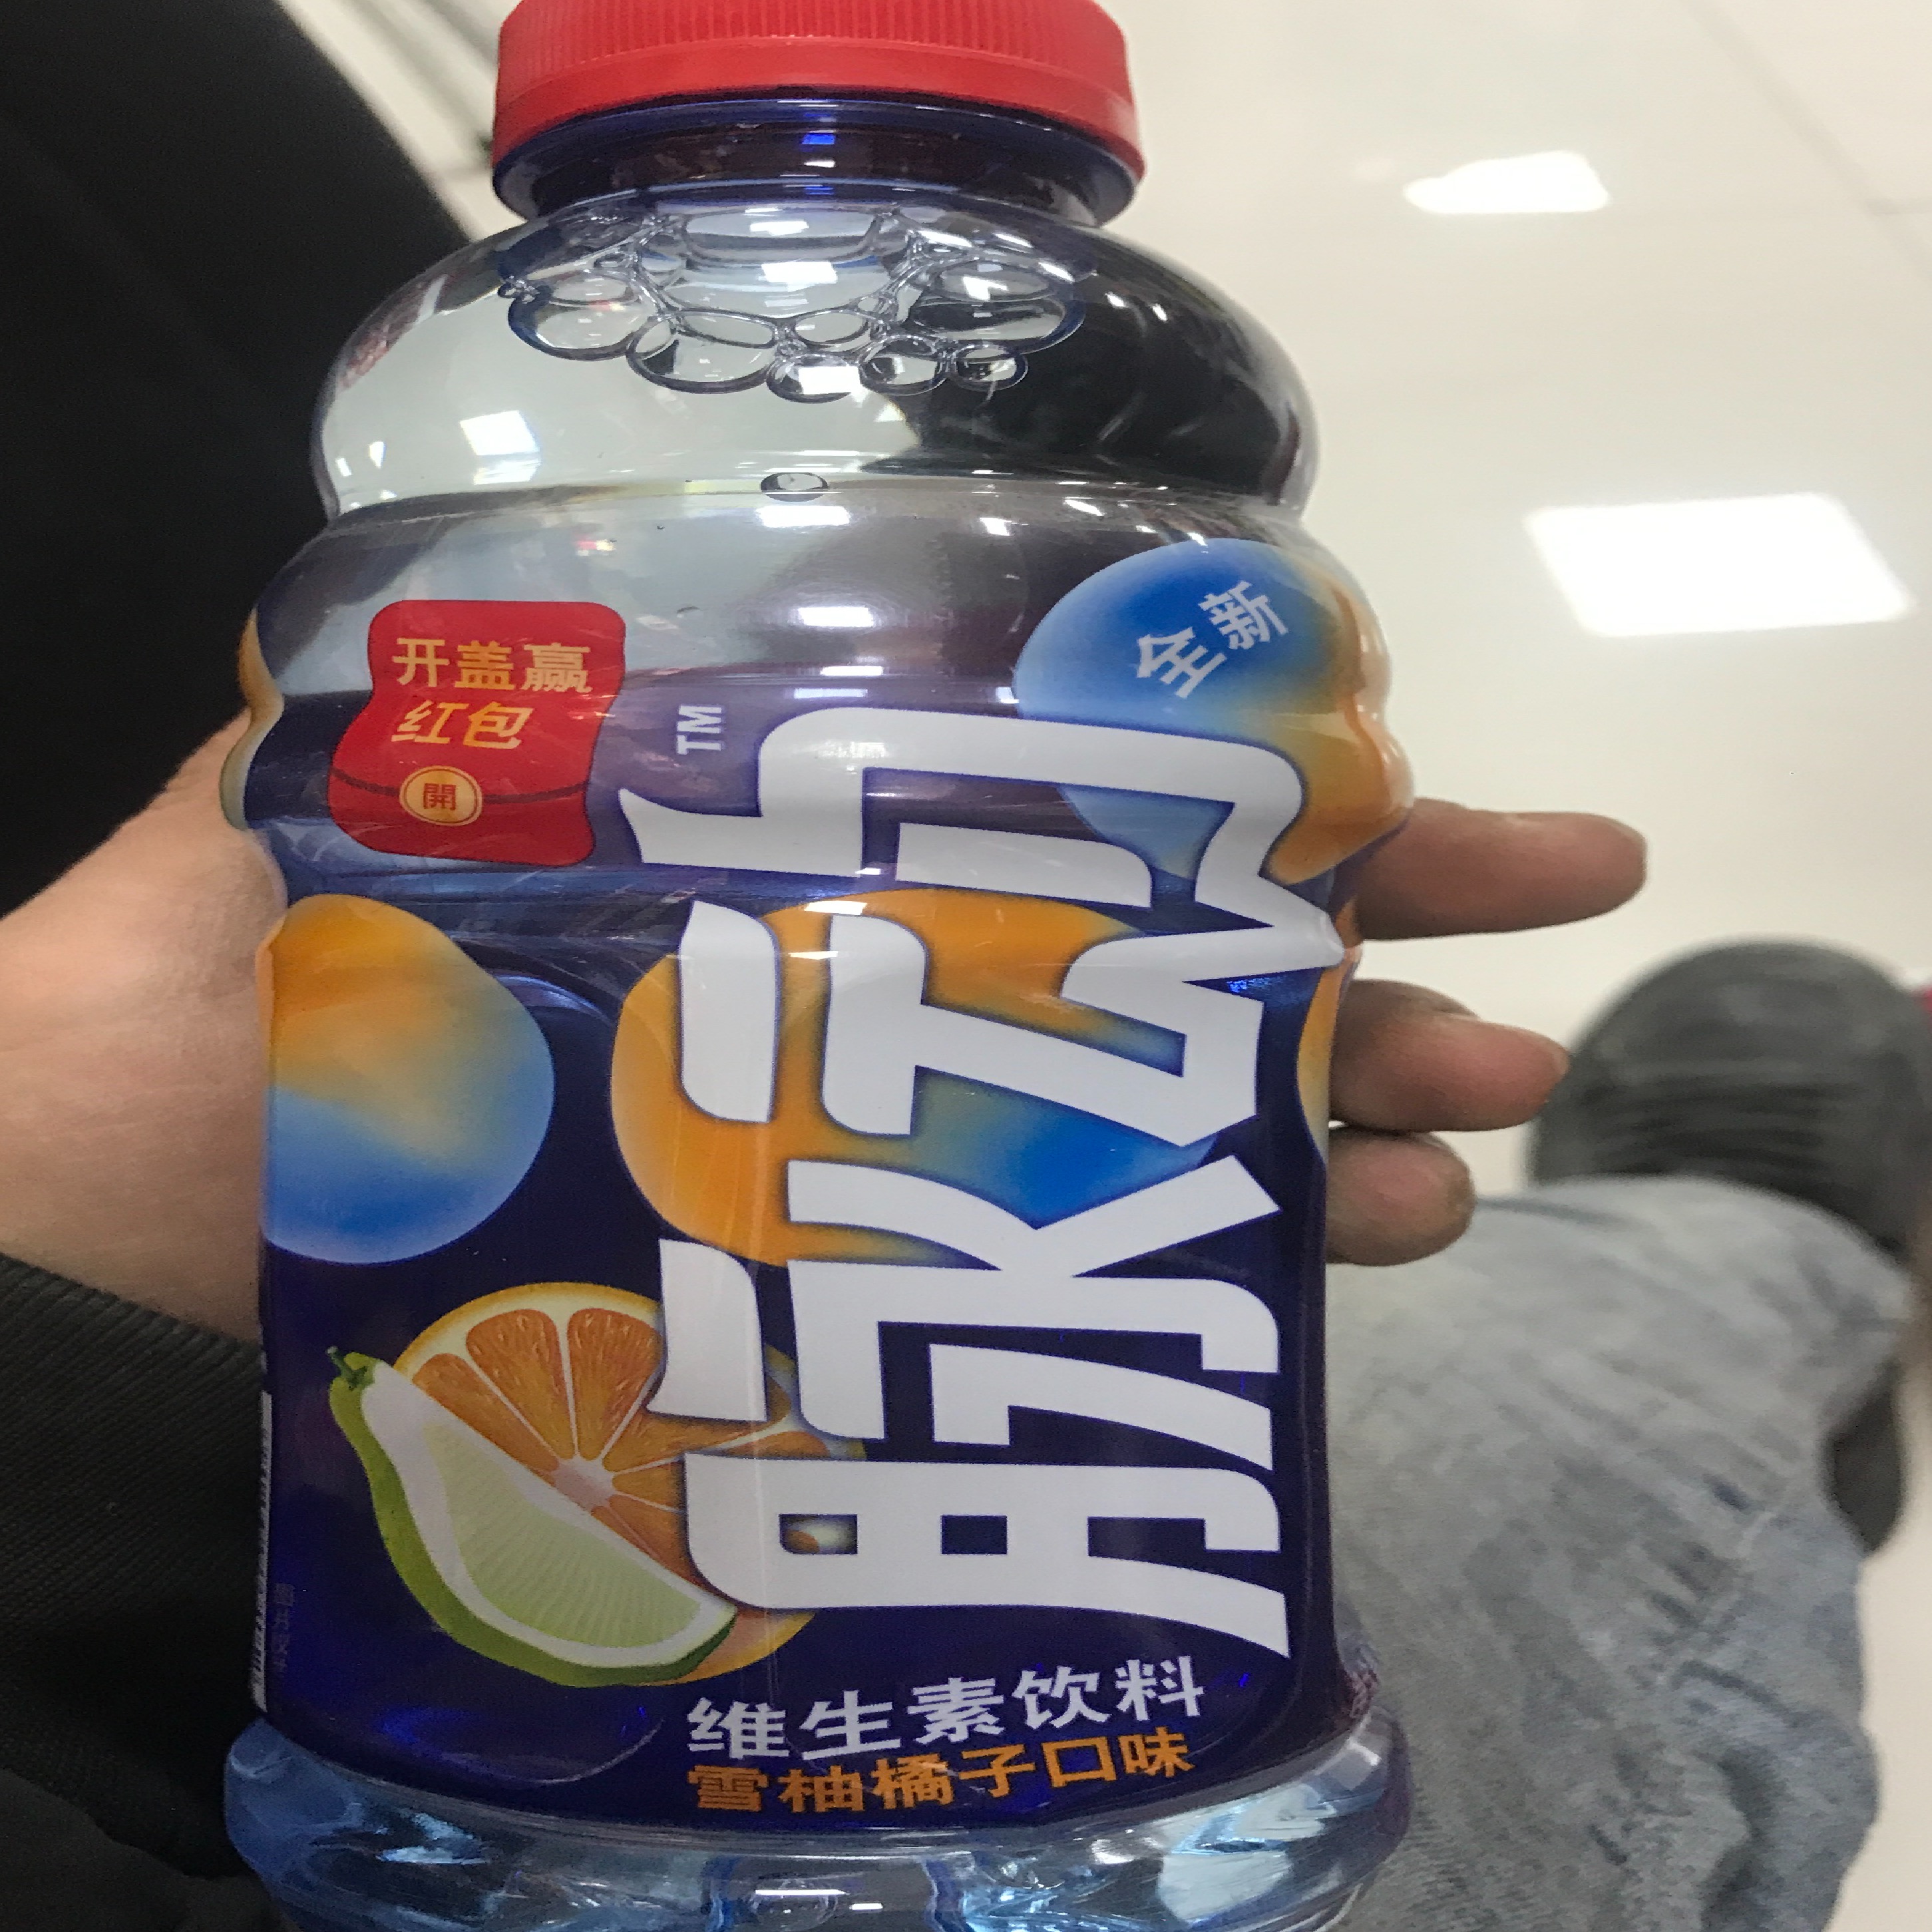 全新
开盖赢
红包
開
脉动
TM
维生素饮料
雪柚橘子口味